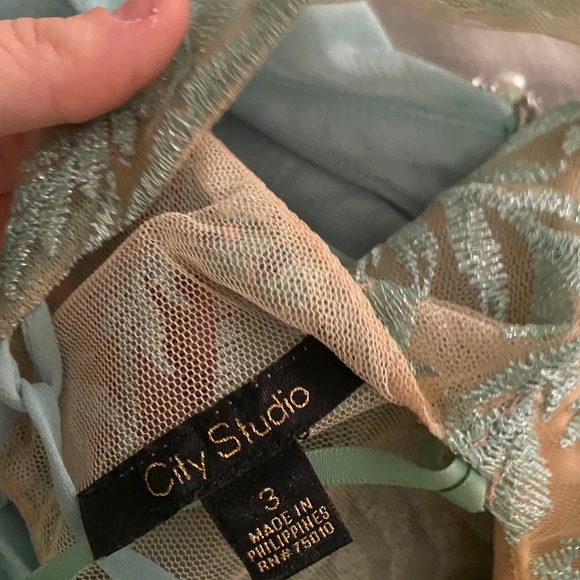 City Studio
3
MADE IN
PHILIPPINES
RN#75010